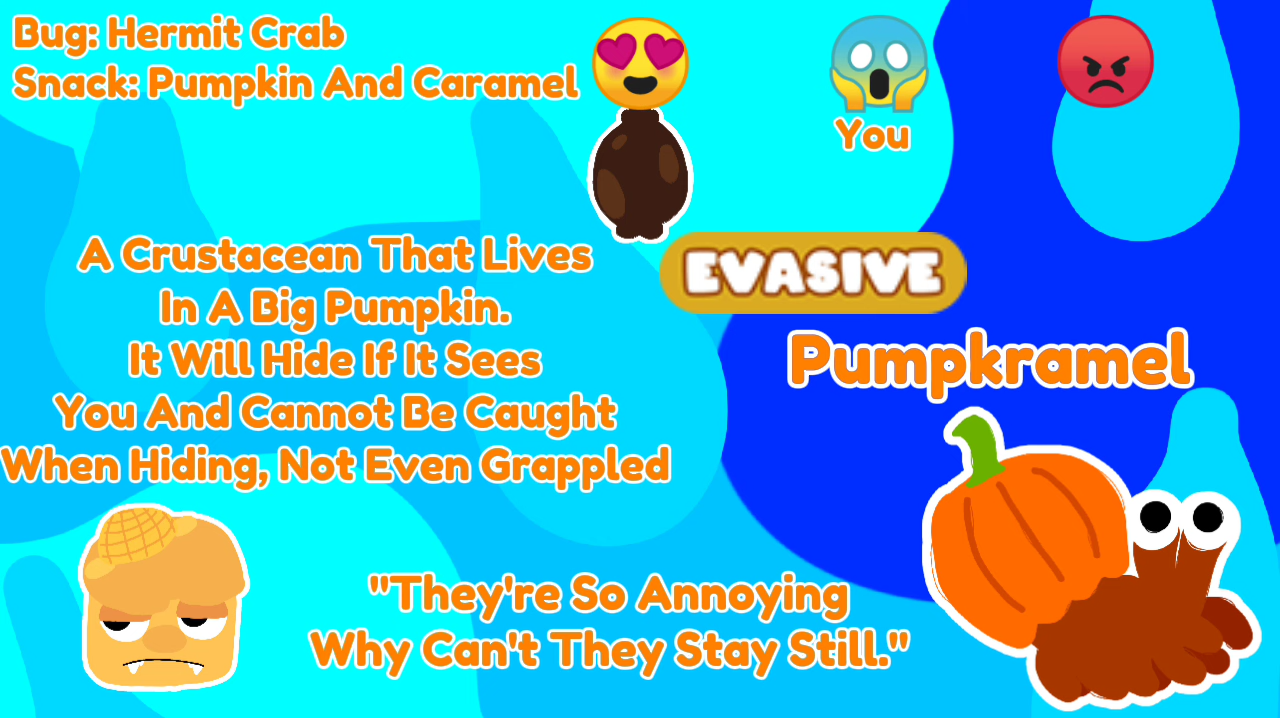 Bug: Hermit Crab
Snack: Pumpkin And Caramel
You
A Crustacean That Lives
In A Big Pumpkin.
It Will Hide If It Sees
You And Cannot Be Caught
When Hiding, Not Even Grappled
EVASIVE
Pumpkramel
"They're So Annoying
Why Can't They Stay Still."